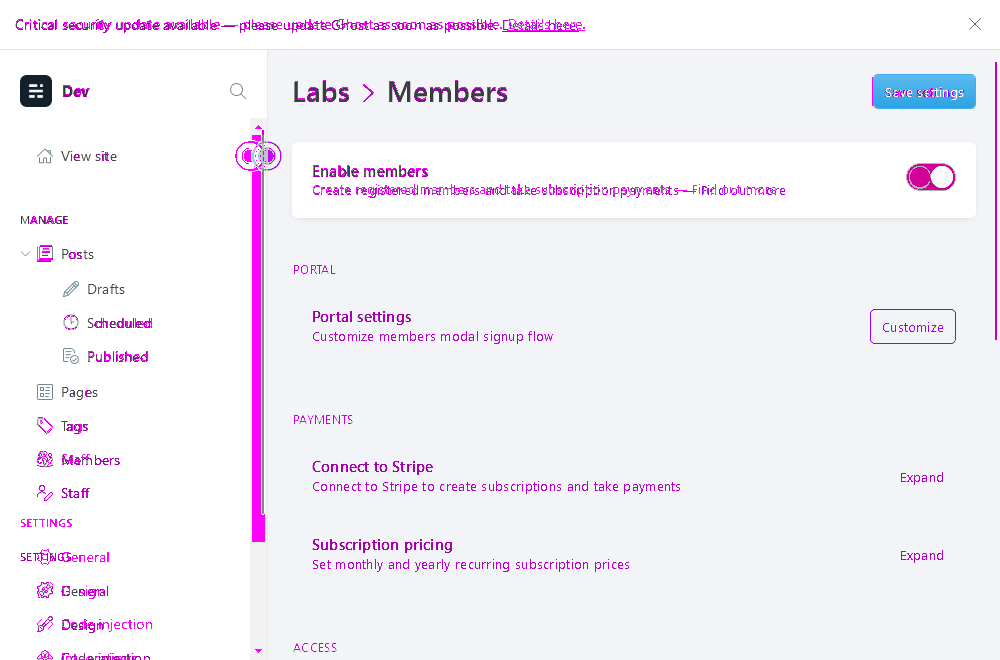 Critical security update available — please update Ghost as soon as possible. Details here.
Dev
View site
MANAGE
Posts
Drafts
Scheduled
Published
Pages
Tags
Members
Staff
SETTINGS
SETTINGS
General
General
Design
Code injection
Labs > Members
Save settings
Enable members
Create registered members and take subscription payments — Find out more
PORTAL
Portal settings
Customize members modal signup flow
Customize
PAYMENTS
Connect to Stripe
Connect to Stripe to create subscriptions and take payments
Expand
Subscription pricing
Set monthly and yearly recurring subscription prices
Expand
ACCESS